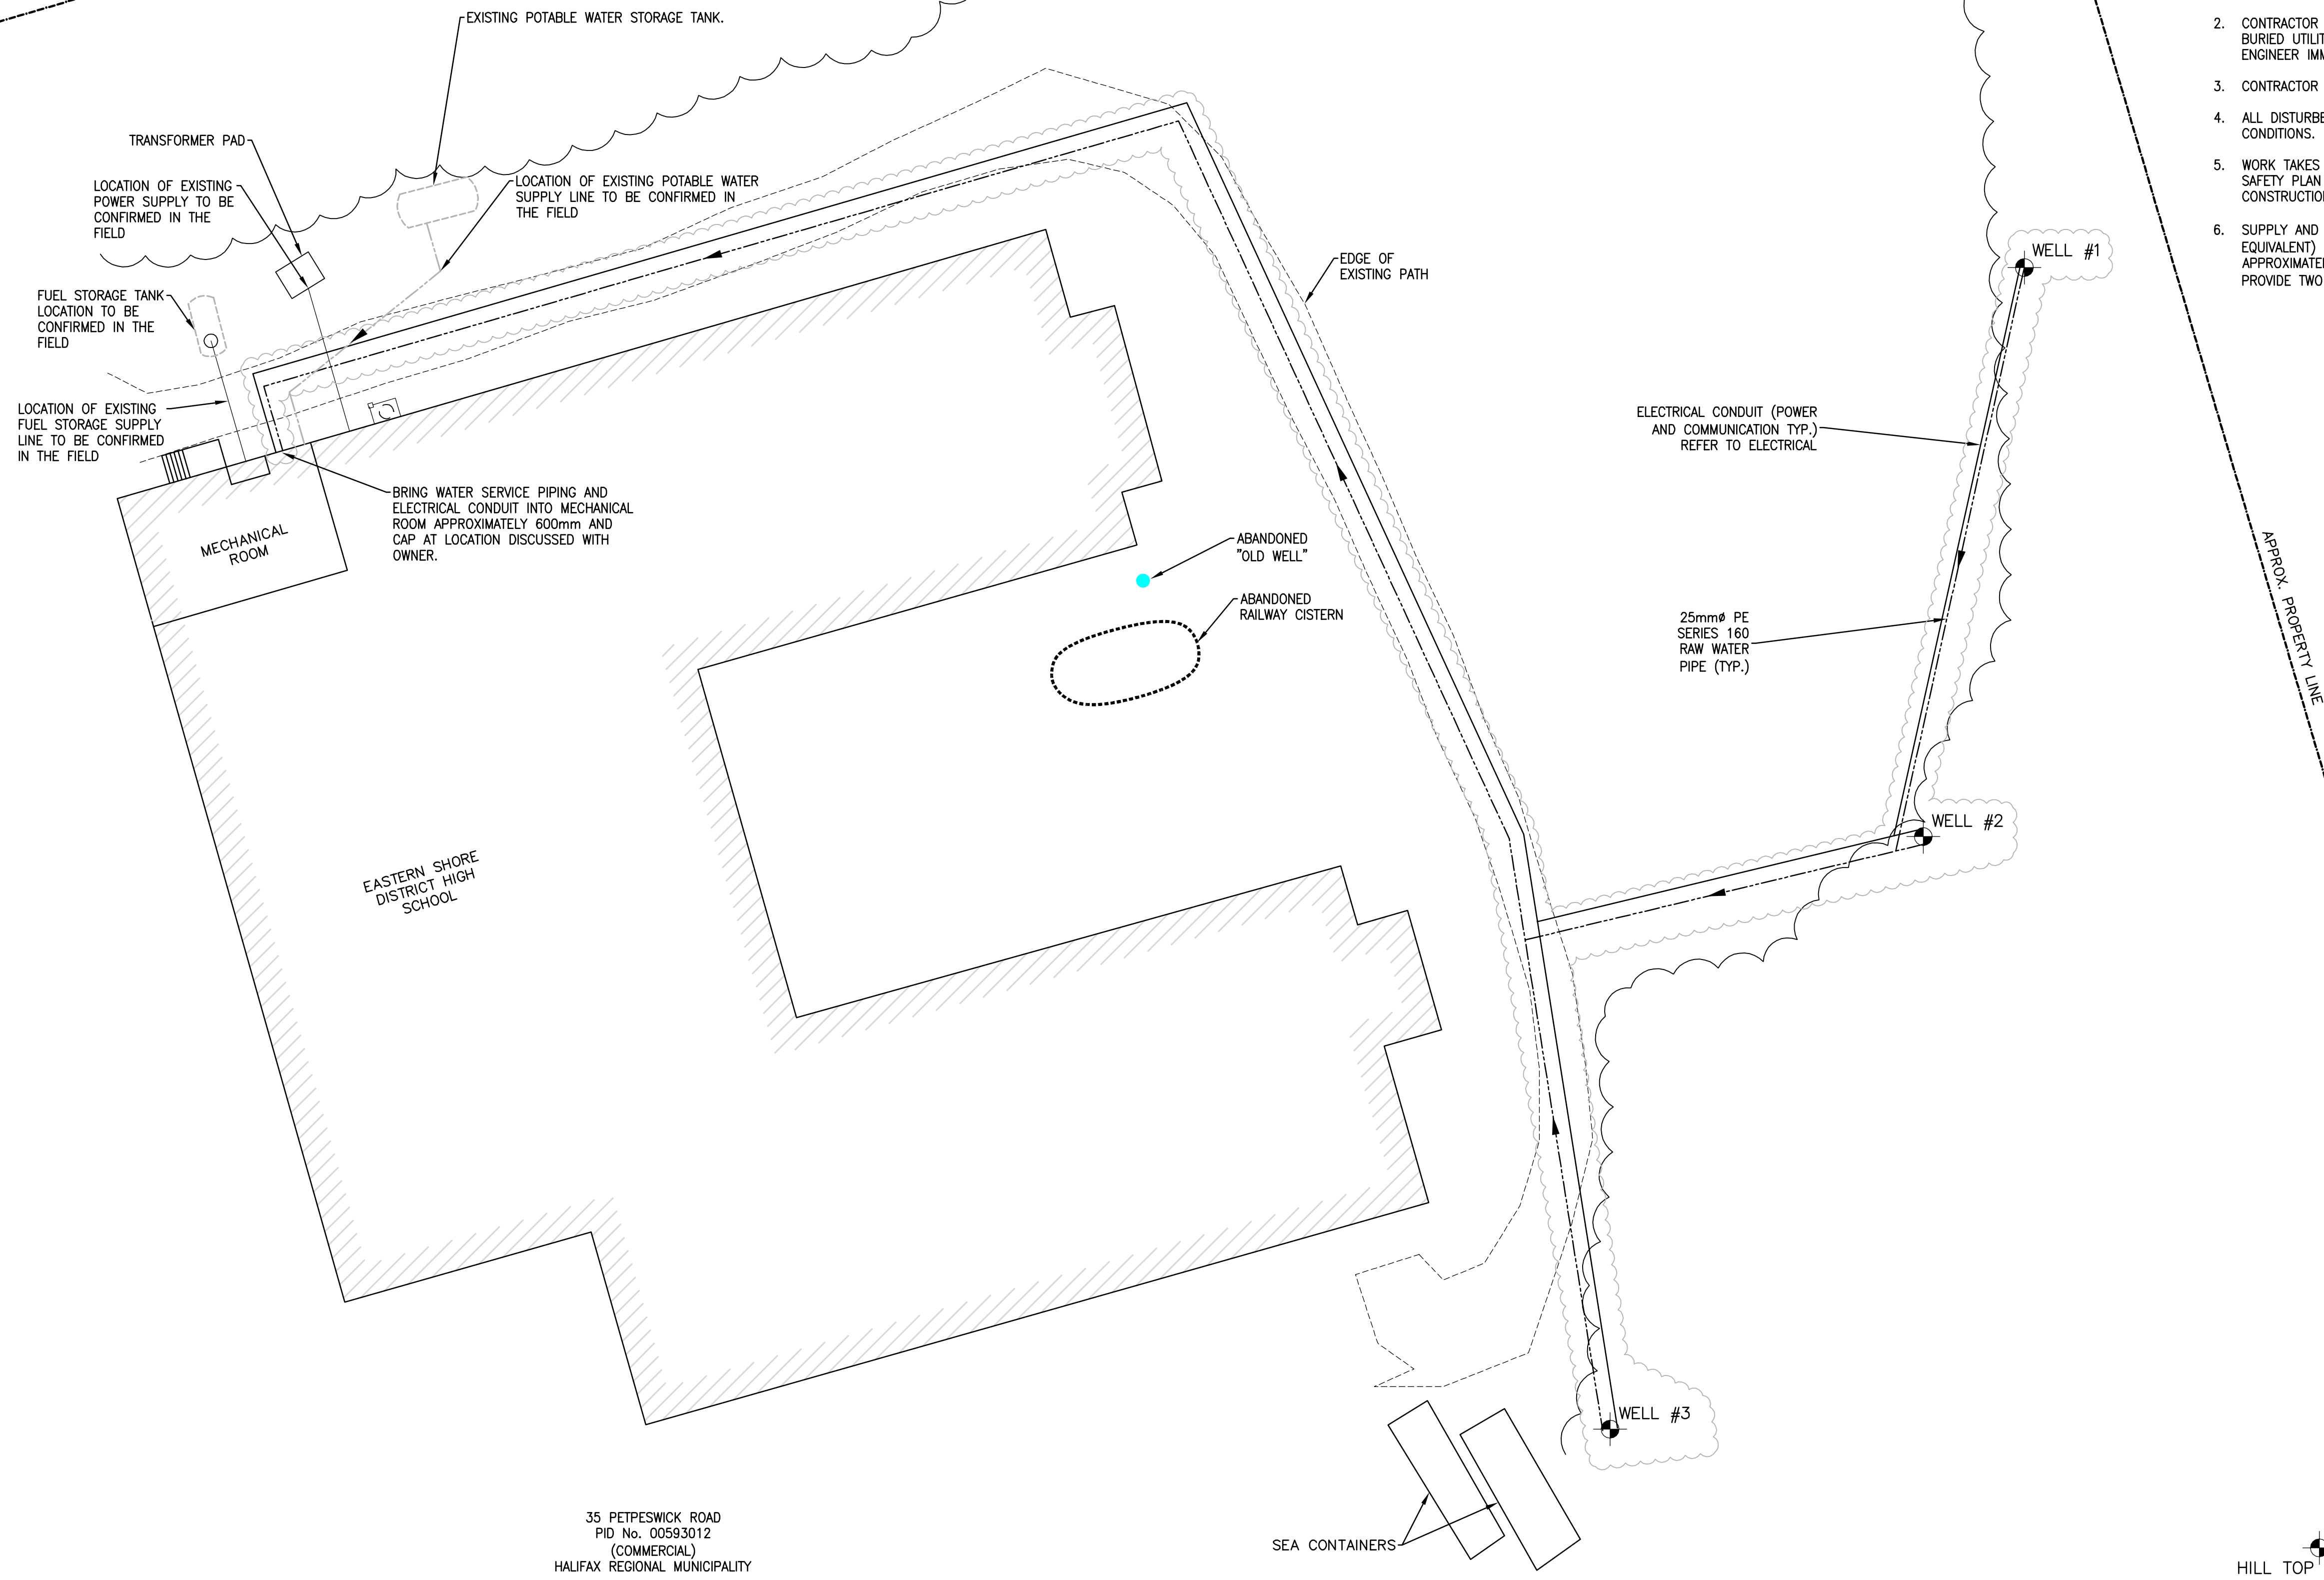 EXISTING POTABLE WATER STORAGE TANK.
TRANSFORMER PAD
LOCATION OF EXISTING
POWER SUPPLY TO BE
CONFIRMED IN THE
FIELD
LOCATION OF EXISTING POTABLE WATER
SUPPLY LINE TO BE CONFIRMED IN
THE FIELD
FUEL STORAGE TANK
LOCATION TO BE
CONFIRMED IN THE
FIELD
LOCATION OF EXISTING
FUEL STORAGE SUPPLY
LINE TO BE CONFIRMED
IN THE FIELD
BRING WATER SERVICE PIPING AND
ELECTRICAL CONDUIT INTO MECHANICAL
ROOM APPROXIMATELY 600mm AND
CAP AT LOCATION DISCUSSED WITH
OWNER.
MECHANICAL
ROOM
EASTERN SHORE
DISTRICT HIGH
SCHOOL
ABANDONED
"OLD WELL"
ABANDONED
RAILWAY CISTERN
EDGE OF
EXISTING PATH
ELECTRICAL CONDUIT (POWER
AND COMMUNICATION TYP.)
REFER TO ELECTRICAL
25mmø PE
SERIES 160
RAW WATER
PIPE (TYP.)
WELL #1
WELL #2
WELL #3
SEA CONTAINERS
35 PETPESWICK ROAD
PID No. 00593012
(COMMERCIAL)
HALIFAX REGIONAL MUNICIPALITY
APPROX. PROPERTY LINE
HILL TOP
2. CONTRACTOR
BURIED
ENGINEER
3. CONTRACTOR
4. ALL
CONDITIONS.
5. WORK TAKES
SAFETY PLAN
6. SUPPLY AND
EQUIVALENT)
PROVIDE TWO